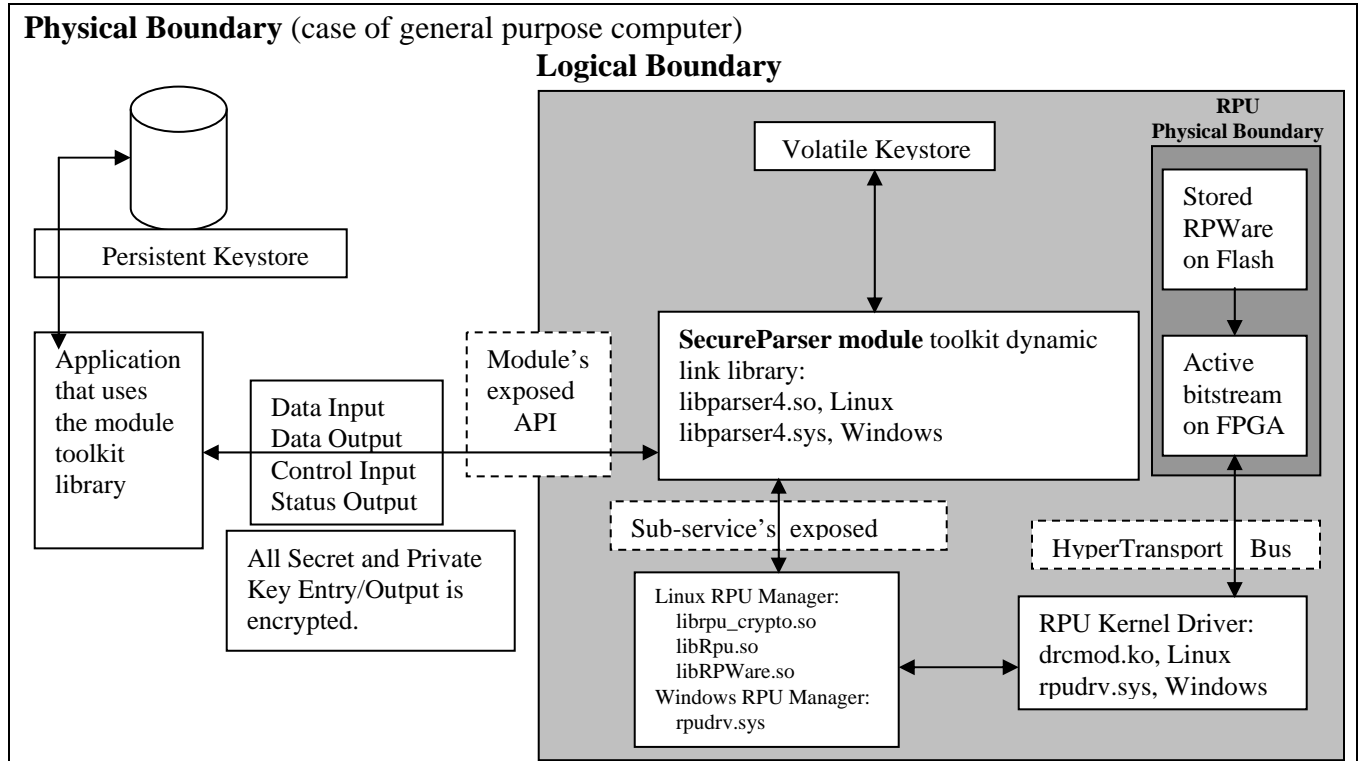 Physical Boundary (case of general purpose computer)
Logical Boundary
RPU
Physical Boundary
Volatile Keystore
Stored
RPWare
on Flash
Persistent Keystore
Application
that uses
the module
toolkit
library
Data Input
Data Output
Control Input
Status Output
Module's
exposed
API
SecureParser module toolkit dynamic
link library:
libparser4.so, Linux
libparser4.sys, Windows
Active
bitstream
on FPGA
All Secret and Private
Key Entry/Output is
encrypted.
Sub-service's exposed
HyperTransport Bus
Linux RPU Manager:
librpu_crypto.so
libRpu.so
libRPWare.so
Windows RPU Manager:
rpudrv.sys
RPU Kernel Driver:
drcmod.ko, Linux
rpudrv.sys, Windows